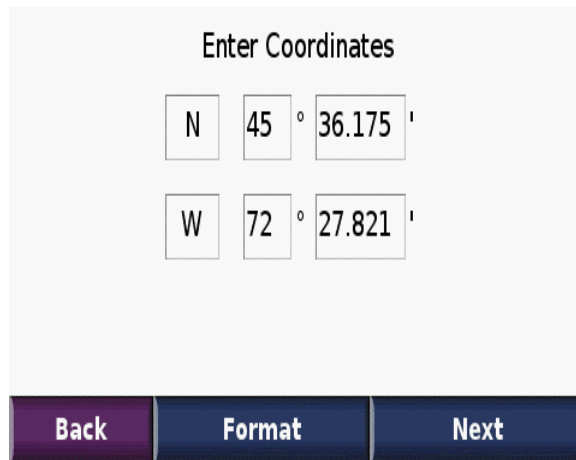 Enter Coordinates
N 45 ° 36.175 '
W 72 ° 27.821 '
Back Format Next